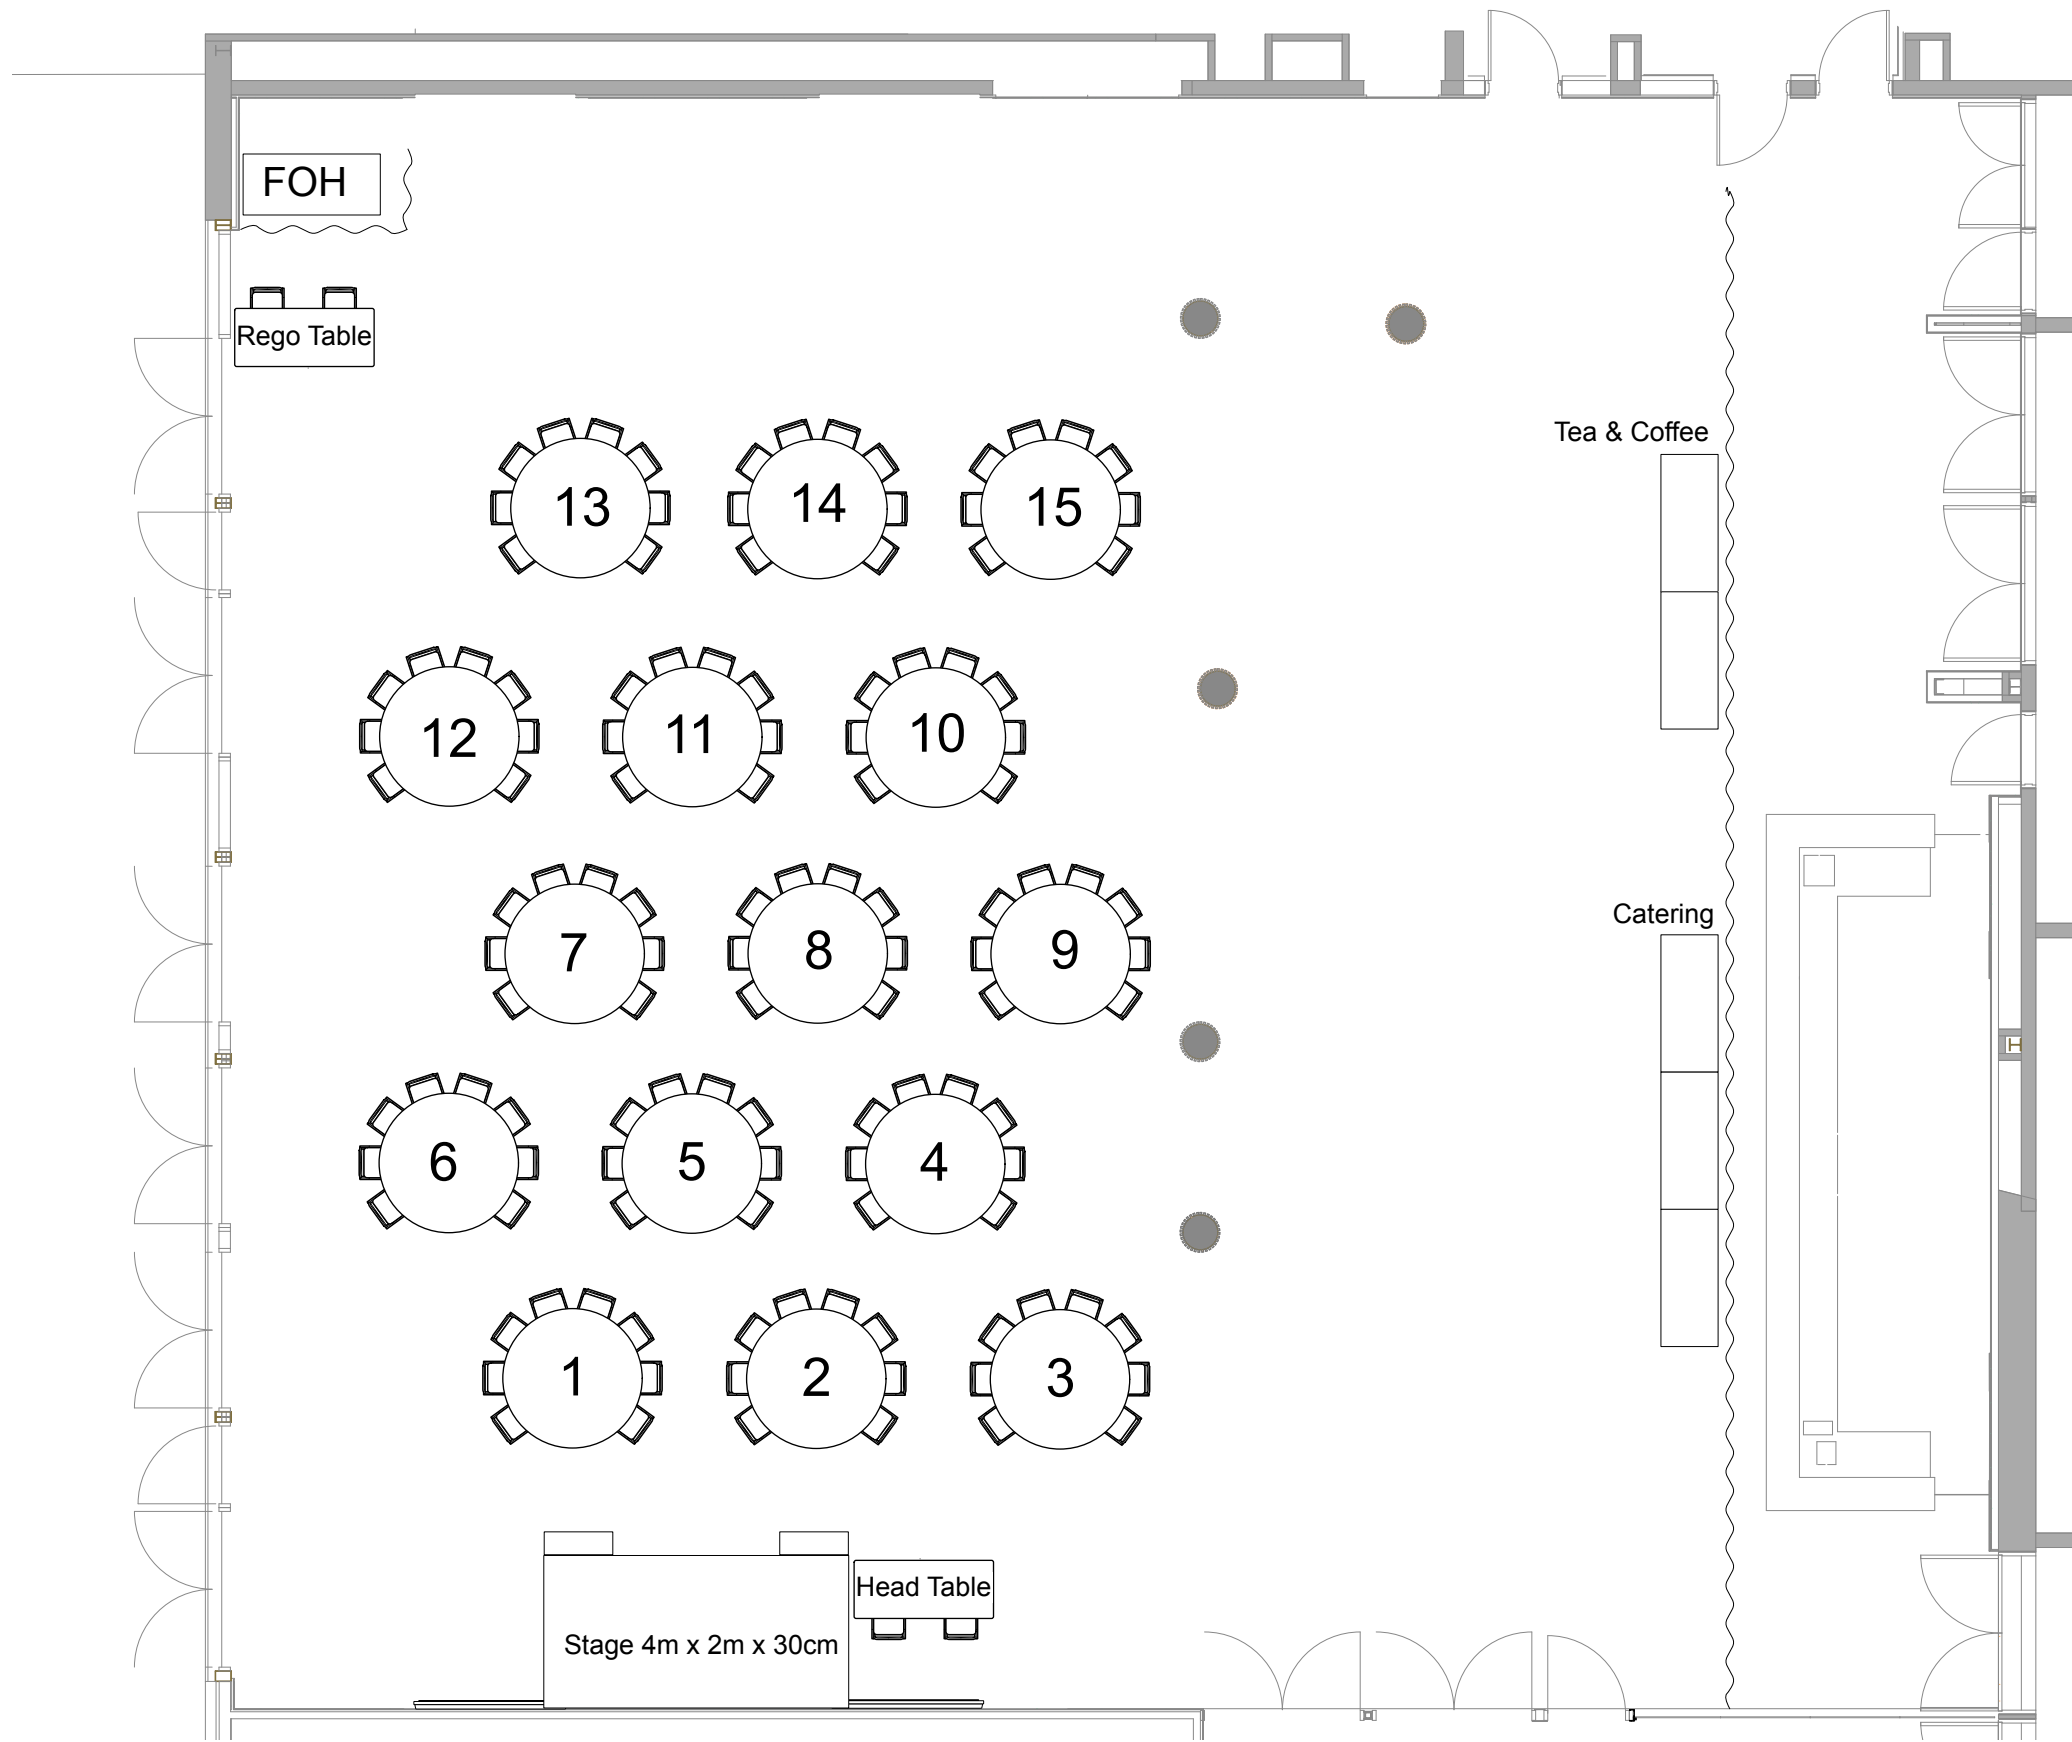 FOH
Rego Table
Tea & Coffee
13
14
15
12
11
10
Catering
7
8
9
6
5
4
1
2
3
Head Table
Stage 4m x 2m x 30cm